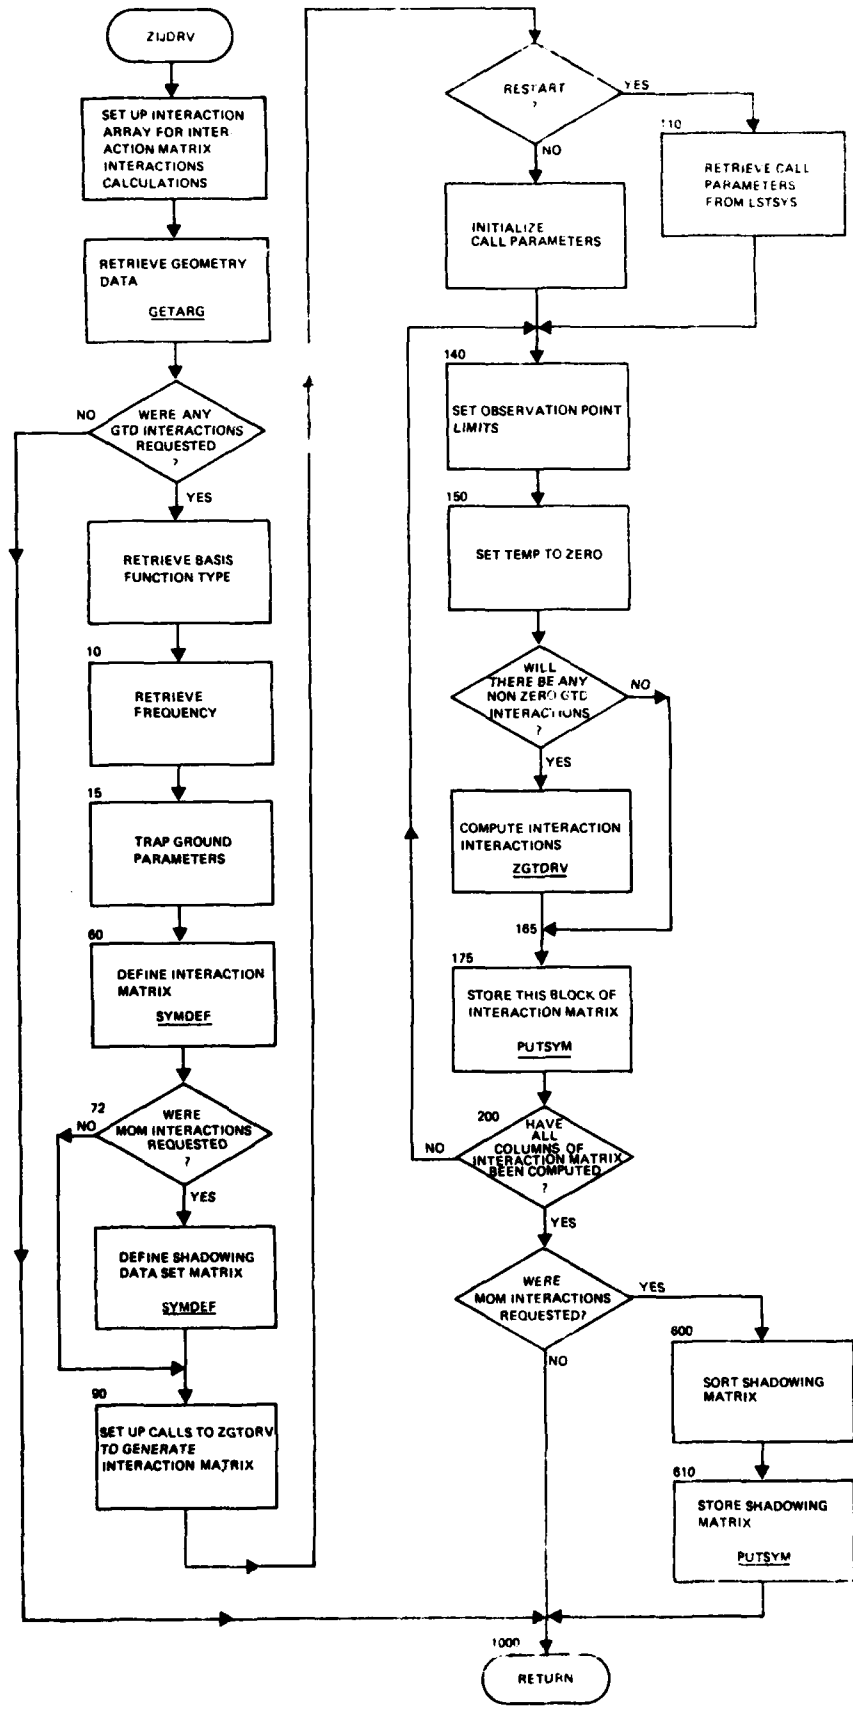 ZIJDRV
SET UP INTERACTION
ARRAY FOR INTER
ACTION MATRIX
INTERACTIONS
CALCULATIONS
RETRIEVE GEOMETRY
DATA
GETARG
NO
WERE ANY
GTD INTERACTIONS
REQUESTED
?
YES
RETRIEVE BASIS
FUNCTION TYPE
10
RETRIEVE
FREQUENCY
15
TRAP GROUND
PARAMETERS
60
DEFINE INTERACTION
MATRIX
SYMDEF
72
NO
WERE
MOM INTERACTIONS
REQUESTED
?
YES
DEFINE SHADOWING
DATA SET MATRIX
SYMDEF
90
SET UP CALLS TO ZGTDRV
TO GENERATE
INTERACTION MATRIX
RESTART
?
YES
NO
110
RETRIEVE CALL
PARAMETERS
FROM LSTSYS
INITIALIZE
CALL PARAMETERS
140
SET OBSERVATION POINT
LIMITS
150
SET TEMP TO ZERO
WILL
THERE BE ANY
NON ZERO GTD
INTERACTIONS
?
NO
YES
COMPUTE INTERACTION
INTERACTIONS
ZGTDRV
165
175
STORE THIS BLOCK OF
INTERACTION MATRIX
PUTSYM
200
HAVE
ALL
COLUMNS OF
INTERACTION MATRIX
BEEN COMPUTED
?
NO
YES
WERE
MOM INTERACTIONS
REQUESTED?
YES
NO
600
SORT SHADOWING
MATRIX
610
STORE SHADOWING
MATRIX
PUTSYM
1000
RETURN